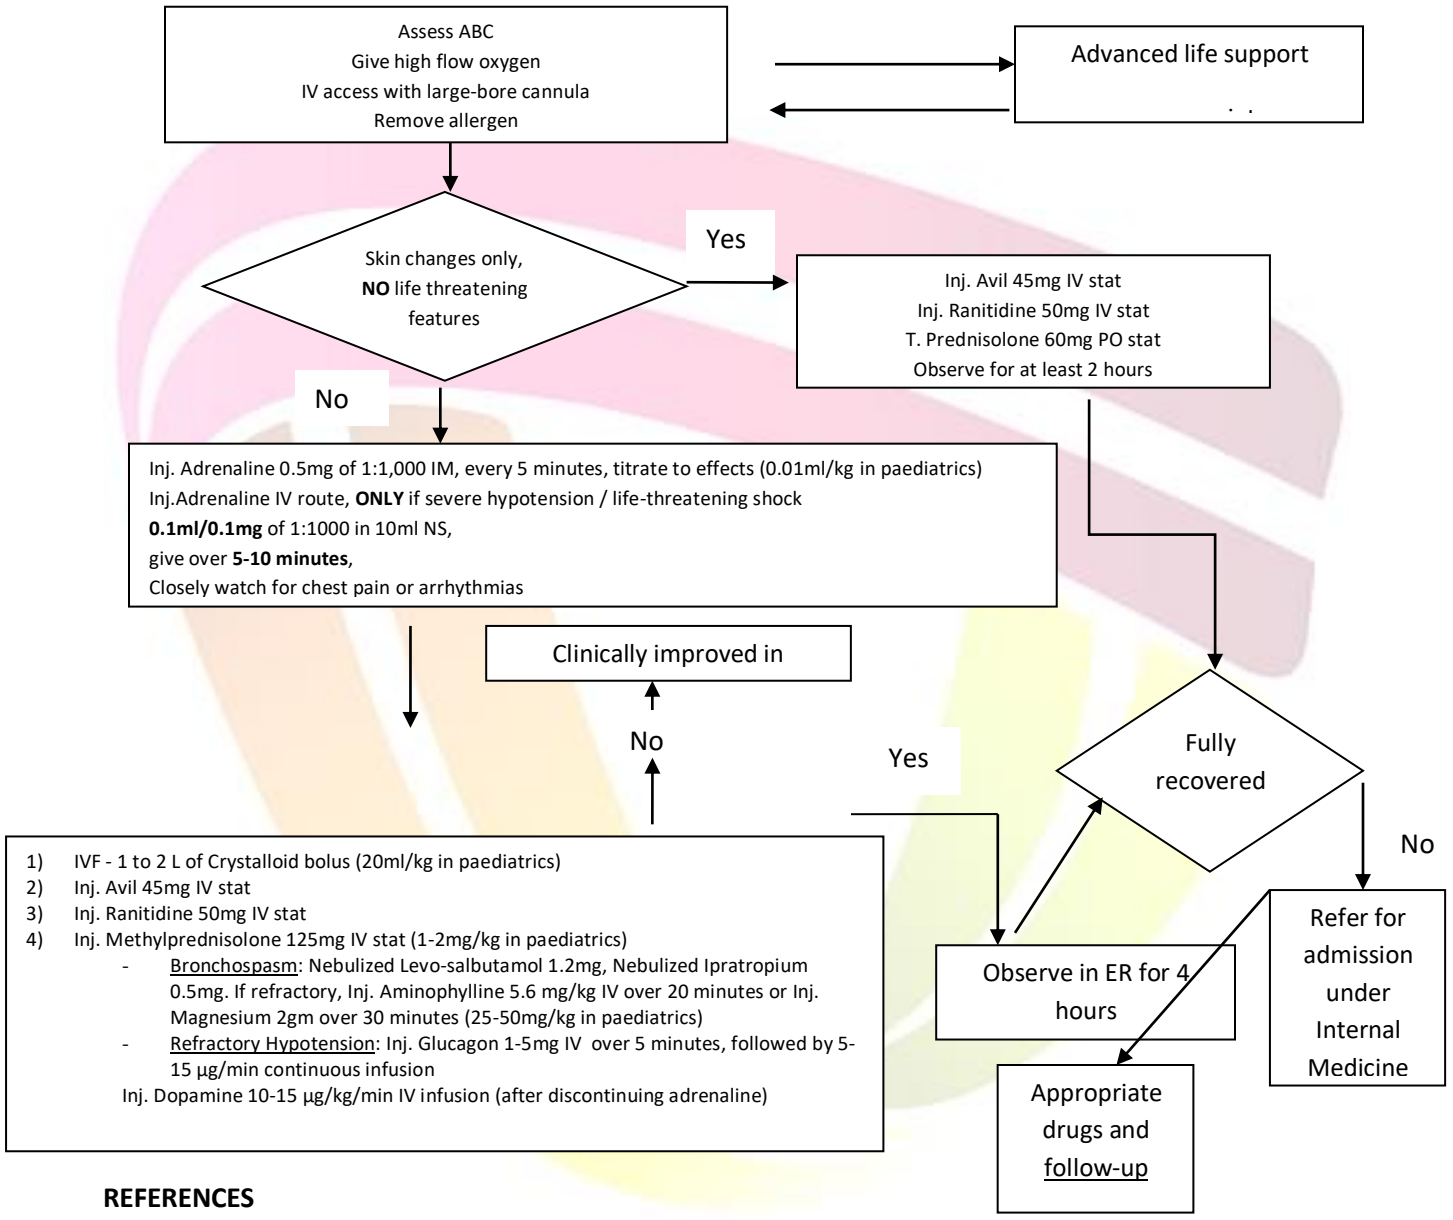 Assess ABC
Give high flow oxygen
IV access with large-bore cannula
Remove allergen
Advanced life support
Skin changes only,
NO life threatening
features
Yes
Inj. Avil 45mg IV stat
Inj. Ranitidine 50mg IV stat
T. Prednisolone 60mg PO stat
Observe for at least 2 hours
No
Inj. Adrenaline 0.5mg of 1:1,000 IM, every 5 minutes, titrate to effects (0.01ml/kg in paediatrics)
Inj.Adrenaline IV route, ONLY if severe hypotension / life-threatening shock
0.1ml/0.1mg of 1:1000 in 10ml NS,
give over 5-10 minutes,
Closely watch for chest pain or arrhythmias
Clinically improved in
No
Yes
Fully
recovered
No
1) IVF - 1 to 2 L of Crystalloid bolus (20ml/kg in paediatrics)
2) Inj. Avil 45mg IV stat
3) Inj. Ranitidine 50mg IV stat
4) Inj. Methylprednisolone 125mg IV stat (1-2mg/kg in paediatrics)
- Bronchospasm: Nebulized Levo-salbutamol 1.2mg, Nebulized Ipratropium
0.5mg. If refractory, Inj. Aminophylline 5.6 mg/kg IV over 20 minutes or Inj.
Magnesium 2gm over 30 minutes (25-50mg/kg in paediatrics)
- Refractory Hypotension: Inj. Glucagon 1-5mg IV over 5 minutes, followed by 5-
15 µg/min continuous infusion
Inj. Dopamine 10-15 µg/kg/min IV infusion (after discontinuing adrenaline)
Observe in ER for 4
hours
Refer for
admission
under
Internal
Medicine
Appropriate
drugs and
follow-up
REFERENCES